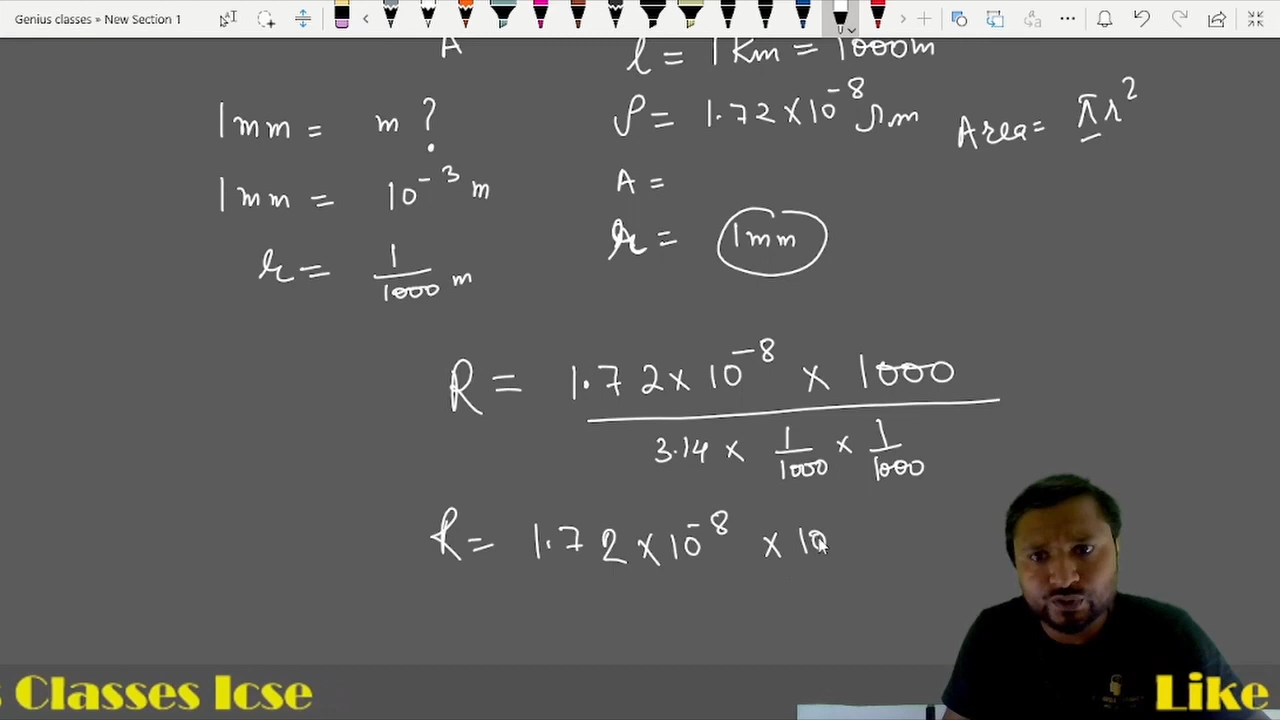 Genius classes » New Section 1
A
l = 1 Km = 1000m
1mm = m ?
ρ = 1.72 × 10⁻⁸ Ωm
Area = πr²
1mm = 10⁻³ m
A =
r = 1/1000 m
r = 1mm
R = 1.72 × 10⁻⁸ × 1000
3.14 × 1/1000 × 1/1000
R = 1.72 × 10⁻⁸ × 10
s Classes Icse
Like